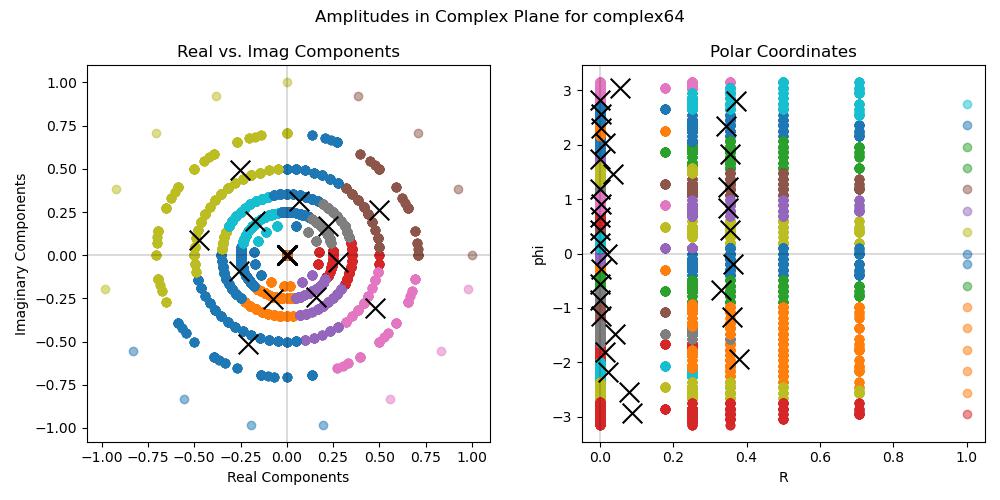 Amplitudes in Complex Plane for complex64
Real vs. Imag Components
Polar Coordinates
1.00
0.75
0.50
0.25
0.00
−0.25
−0.50
−0.75
−1.00
Imaginary Components
−1.00 −0.75 −0.50 −0.25 0.00 0.25 0.50 0.75 1.00
Real Components
3
2
1
0
−1
−2
−3
phi
0.0 0.2 0.4 0.6 0.8 1.0
R